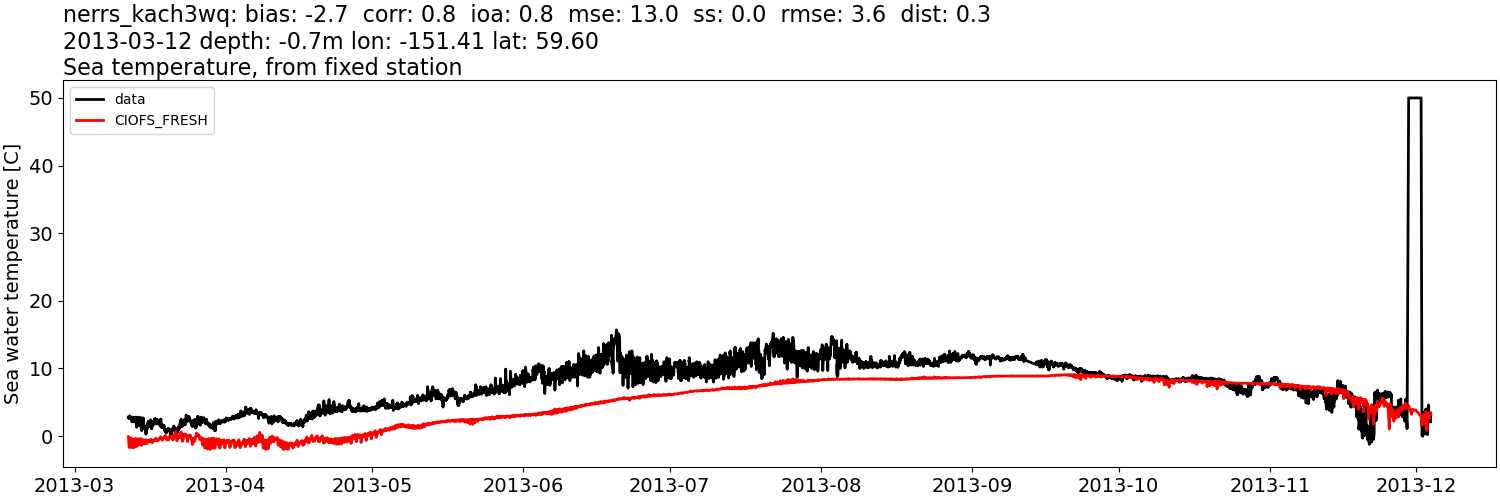 nerrs_kach3wq: bias: -2.7  corr: 0.8  ioa: 0.8  mse: 13.0  ss: 0.0  rmse: 3.6  dist: 0.3
2013-03-12 depth: -0.7m lon: -151.41 lat: 59.60
Sea temperature, from fixed station
data
CIOFS_FRESH
Sea water temperature [C]
50
40
30
20
10
0
2013-03
2013-04
2013-05
2013-06
2013-07
2013-08
2013-09
2013-10
2013-11
2013-12